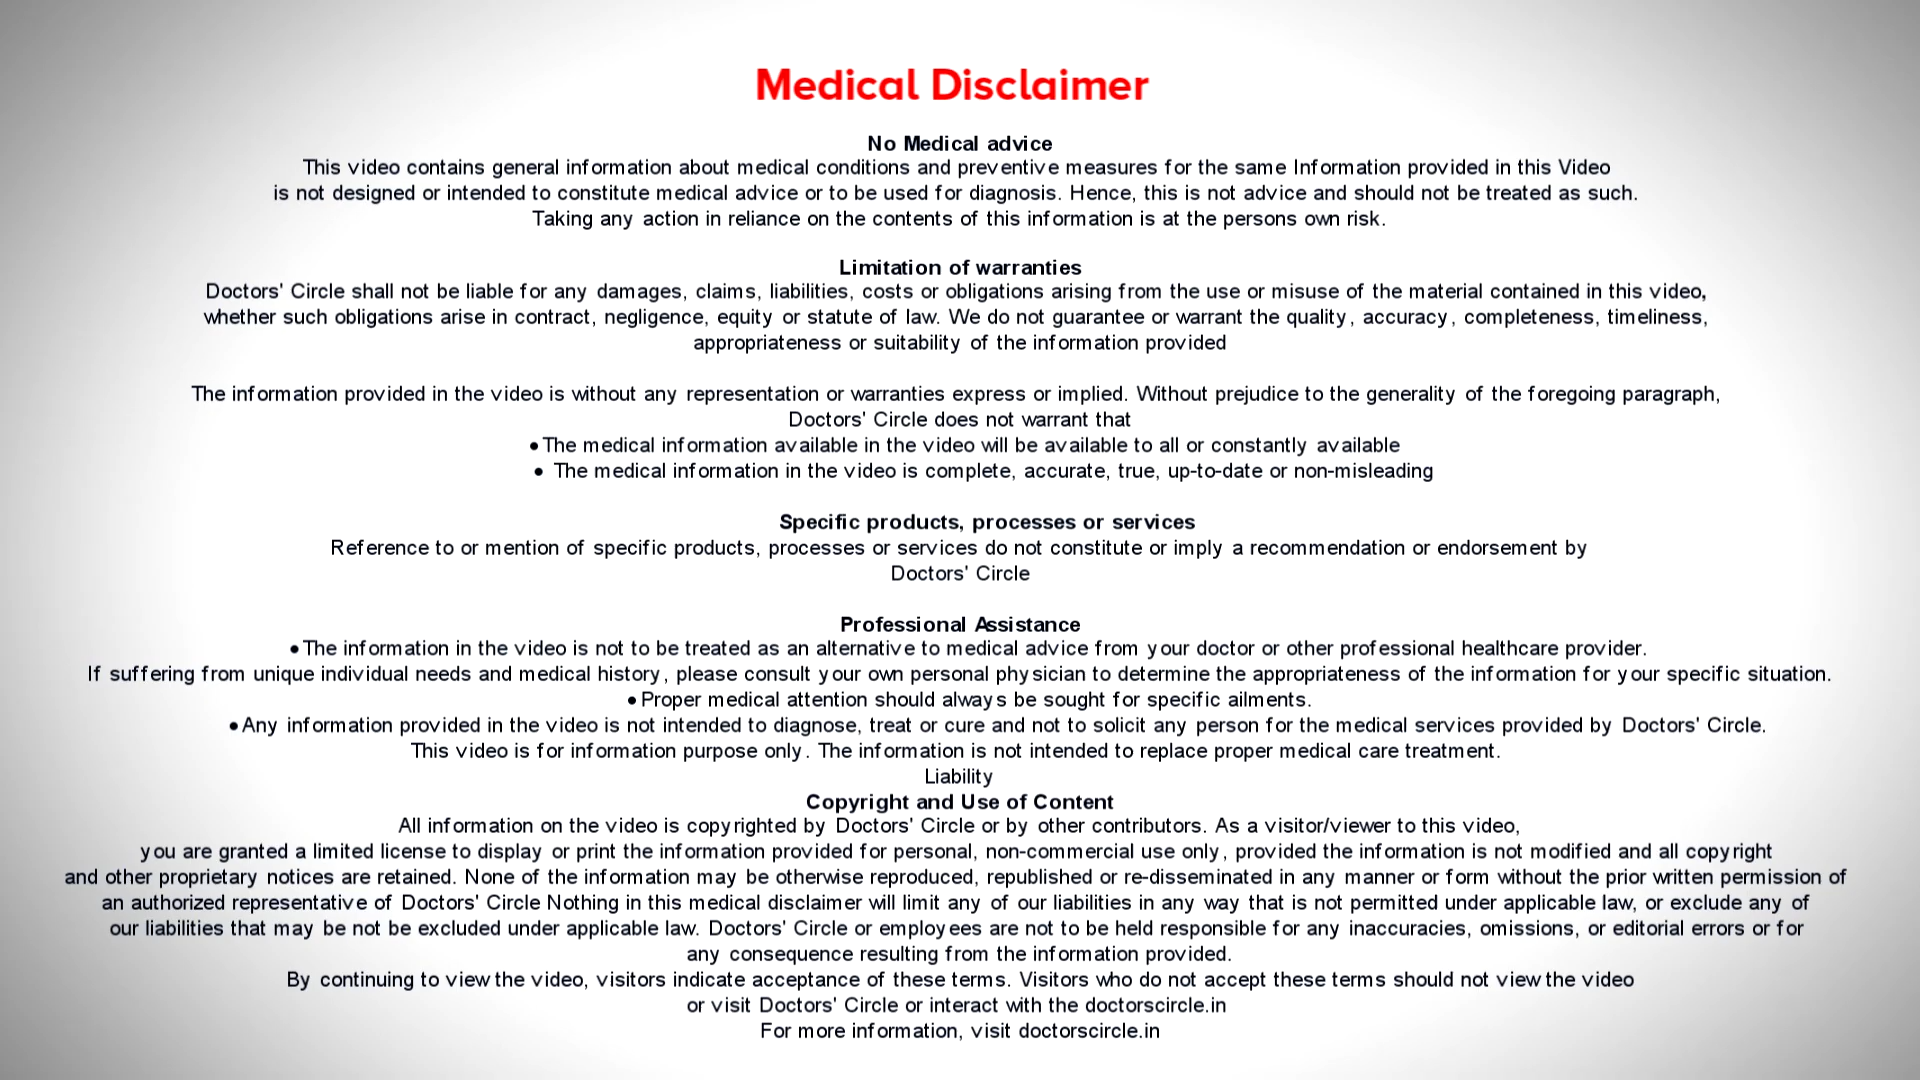 Medical Disclaimer
No Medical advice
This video contains general information about medical conditions and preventive measures for the same Information provided in this Video
is not designed or intended to constitute medical advice or to be used for diagnosis. Hence, this is not advice and should not be treated as such.
Taking any action in reliance on the contents of this information is at the persons own risk.
Limitation of warranties
Doctors' Circle shall not be liable for any damages, claims, liabilities, costs or obligations arising from the use or misuse of the material contained in this video,
whether such obligations arise in contract, negligence, equity or statute of law. We do not guarantee or warrant the quality, accuracy, completeness, timeliness,
appropriateness or suitability of the information provided
The information provided in the video is without any representation or warranties express or implied. Without prejudice to the generality of the foregoing paragraph,
Doctors' Circle does not warrant that
• The medical information available in the video will be available to all or constantly available
• The medical information in the video is complete, accurate, true, up-to-date or non-misleading
Specific products, processes or services
Reference to or mention of specific products, processes or services do not constitute or imply a recommendation or endorsement by
Doctors' Circle
Professional Assistance
• The information in the video is not to be treated as an alternative to medical advice from your doctor or other professional healthcare provider.
If suffering from unique individual needs and medical history, please consult your own personal physician to determine the appropriateness of the information for your specific situation.
• Proper medical attention should always be sought for specific ailments.
• Any information provided in the video is not intended to diagnose, treat or cure and not to solicit any person for the medical services provided by Doctors' Circle.
This video is for information purpose only. The information is not intended to replace proper medical care treatment.
Liability
Copyright and Use of Content
All information on the video is copyrighted by Doctors' Circle or by other contributors. As a visitor/viewer to this video,
you are granted a limited license to display or print the information provided for personal, non-commercial use only, provided the information is not modified and all copyright
and other proprietary notices are retained. None of the information may be otherwise reproduced, republished or re-disseminated in any manner or form without the prior written permission of
an authorized representative of Doctors' Circle Nothing in this medical disclaimer will limit any of our liabilities in any way that is not permitted under applicable law, or exclude any of
our liabilities that may be not be excluded under applicable law. Doctors' Circle or employees are not to be held responsible for any inaccuracies, omissions, or editorial errors or for
any consequence resulting from the information provided.
By continuing to view the video, visitors indicate acceptance of these terms. Visitors who do not accept these terms should not view the video
or visit Doctors' Circle or interact with the doctorscircle.in
For more information, visit doctorscircle.in